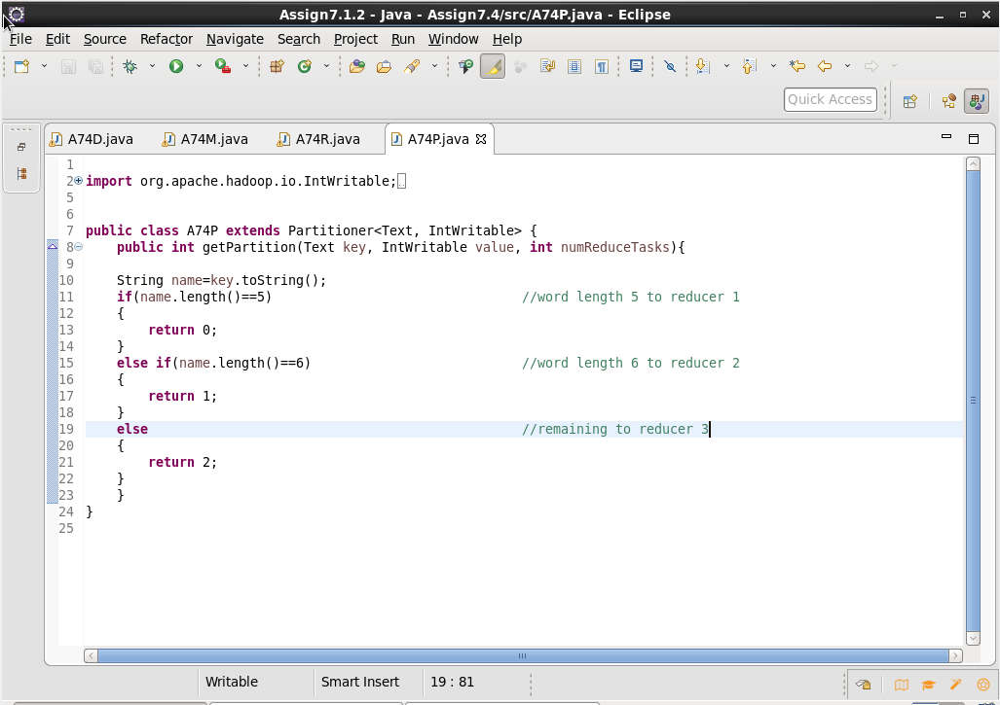 Assign7.1.2 - Java - Assign7.4/src/A74P.java - Eclipse
File Edit Source Refactor Navigate Search Project Run Window Help
Quick Access
A74D.java A74M.java A74R.java A74P.java
1
2 import org.apache.hadoop.io.IntWritable;
5
6
7 public class A74P extends Partitioner<Text, IntWritable> {
8 public int getPartition(Text key, IntWritable value, int numReduceTasks){
9
10 String name=key.toString();
11 if(name.length()==5) //word length 5 to reducer 1
12 {
13 return 0;
14 }
15 else if(name.length()==6) //word length 6 to reducer 2
16 {
17 return 1;
18 }
19 else //remaining to reducer 3
20 {
21 return 2;
22 }
23 }
24 }
25
Writable Smart Insert 19 : 81